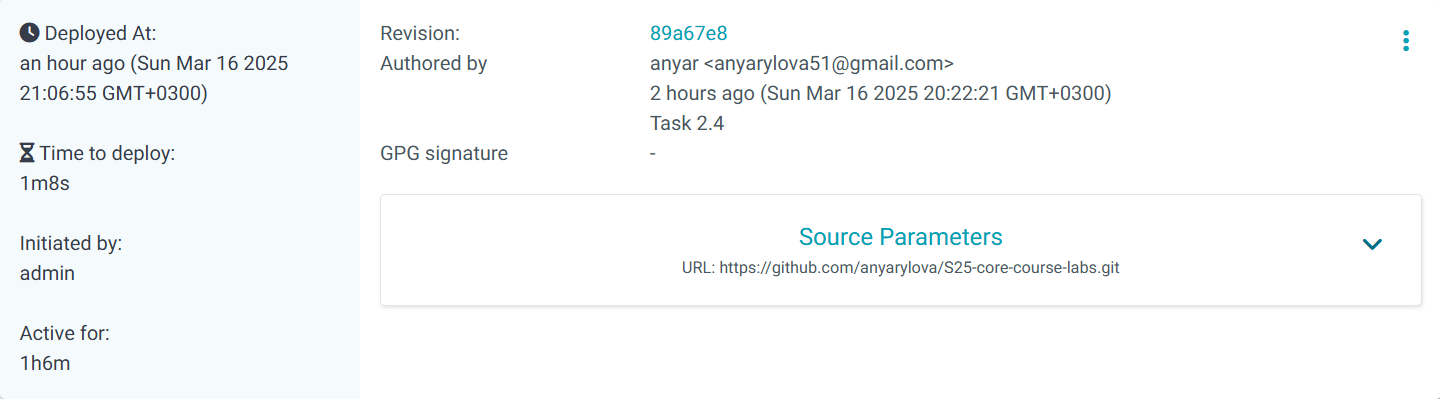 Deployed At:
an hour ago (Sun Mar 16 2025
21:06:55 GMT+0300)
Time to deploy:
1m8s
Initiated by:
admin
Active for:
1h6m
Revision: 89a67e8
Authored by anyar <anyarylova51@gmail.com>
2 hours ago (Sun Mar 16 2025 20:22:21 GMT+0300)
Task 2.4
GPG signature -
Source Parameters
URL: https://github.com/anyarylova/S25-core-course-labs.git